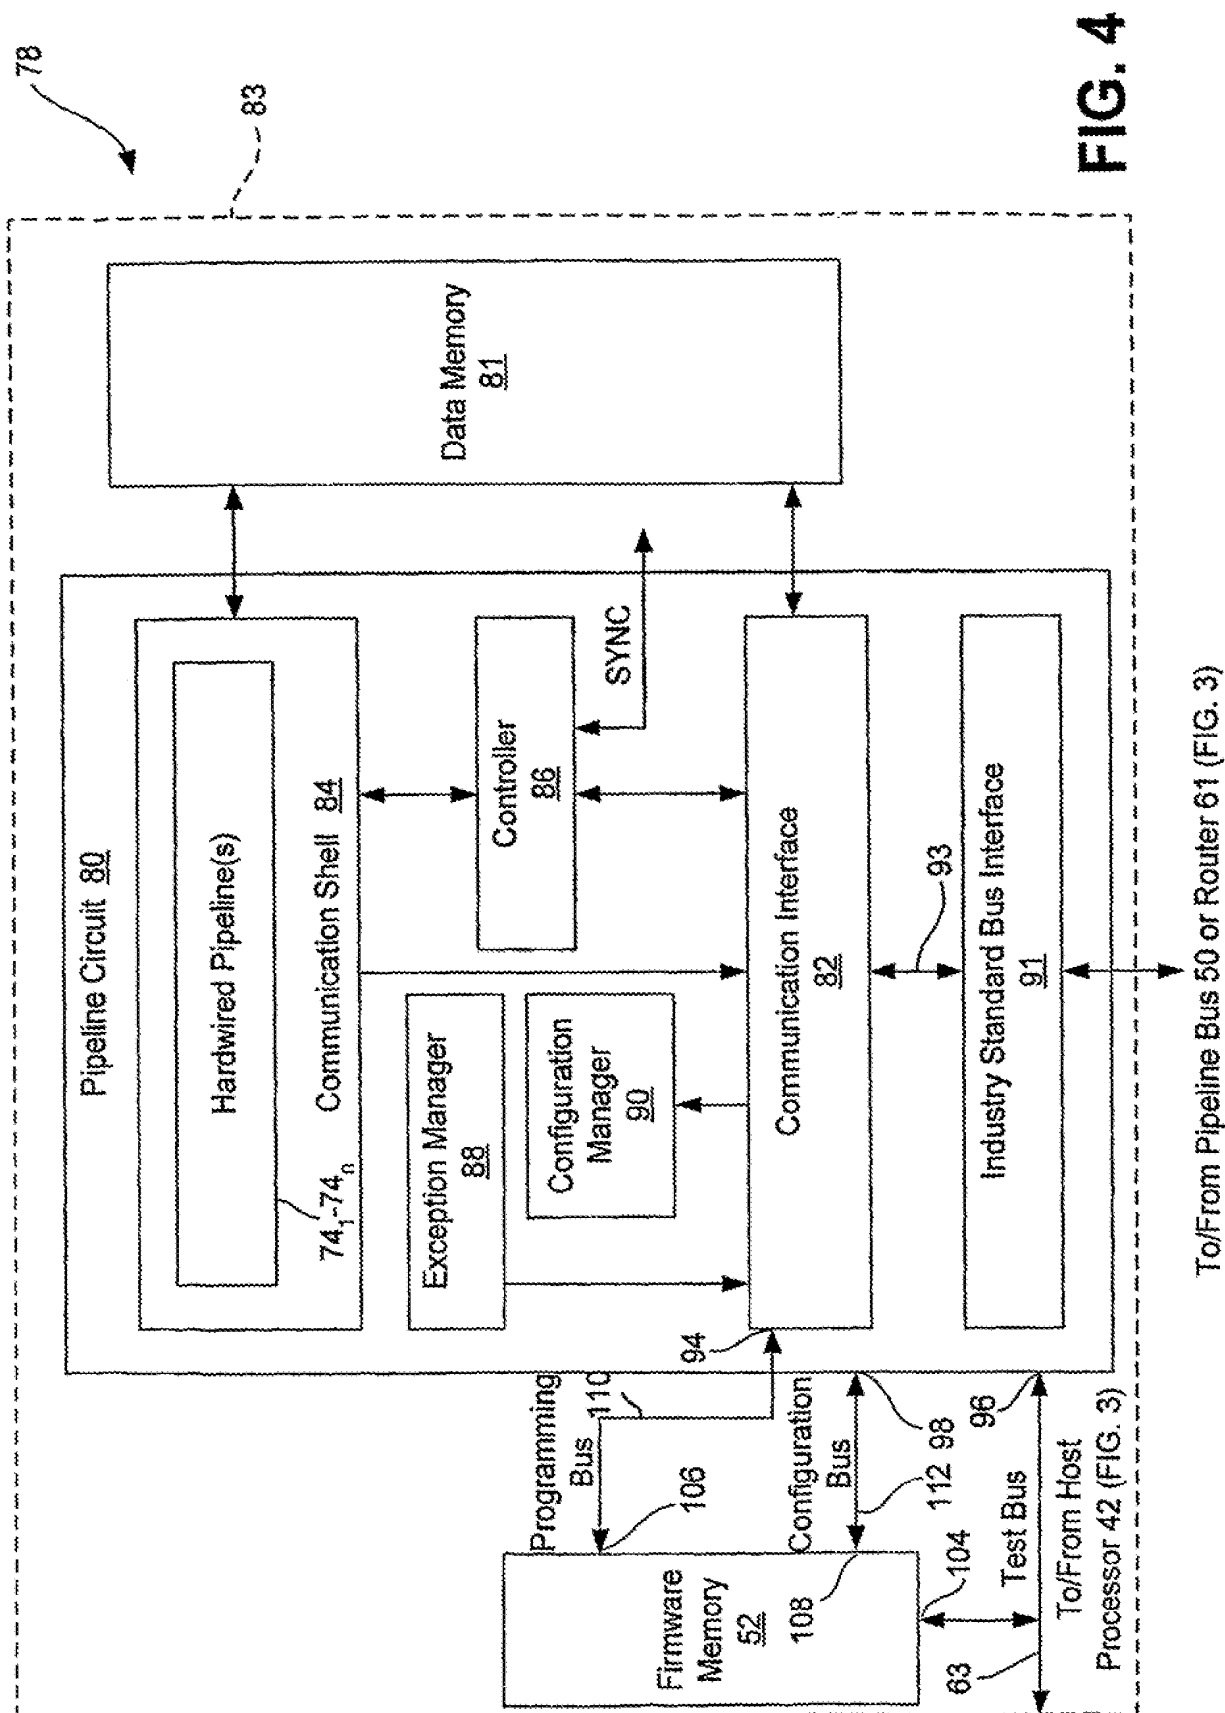 78
83
Data Memory
81
Pipeline Circuit 80
Hardwired Pipeline(s)
74₁-74ₙ
Communication Shell 84
Controller
86
SYNC
Exception Manager
88
Configuration
Manager
90
Communication Interface
82
93
Industry Standard Bus Interface
91
94
Programming
Bus
110
106
Configuration
Bus
98
112
108
Firmware
Memory
52
104
Test Bus
96
63
To/From Host
Processor 42 (FIG. 3)
To/From Pipeline Bus 50 or Router 61 (FIG. 3)
FIG. 4